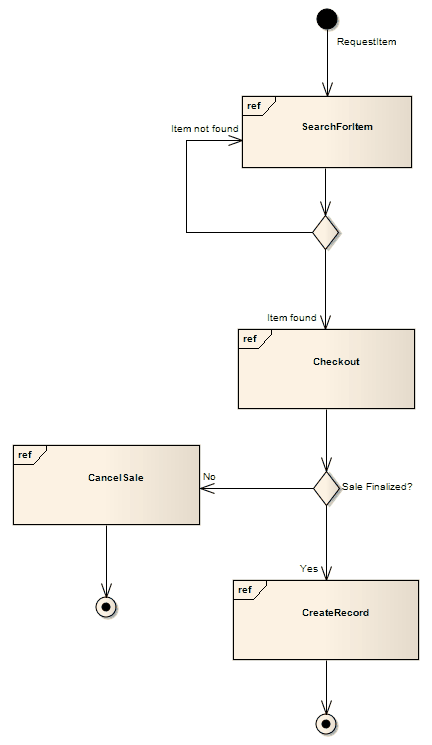 RequestItem
ref
SearchForItem
Item not found
Item found
ref
Checkout
ref
CancelSale
No
Sale Finalized?
Yes
ref
CreateRecord